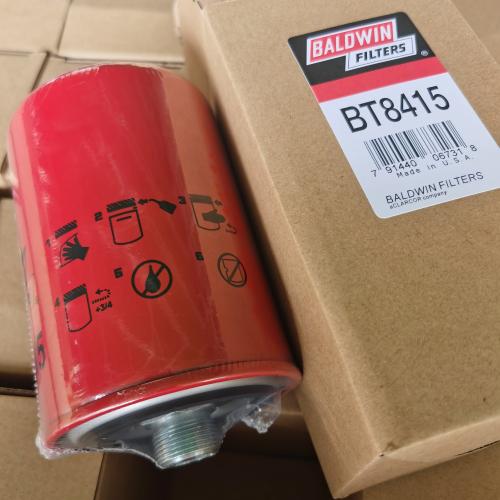 BALDWIN
FILTERS®
BT8415
7 91440 06731 8
Made in U.S.A.
BALDWIN FILTERS
aCLARCOR company
1
2
3
4
+3/4
5
6